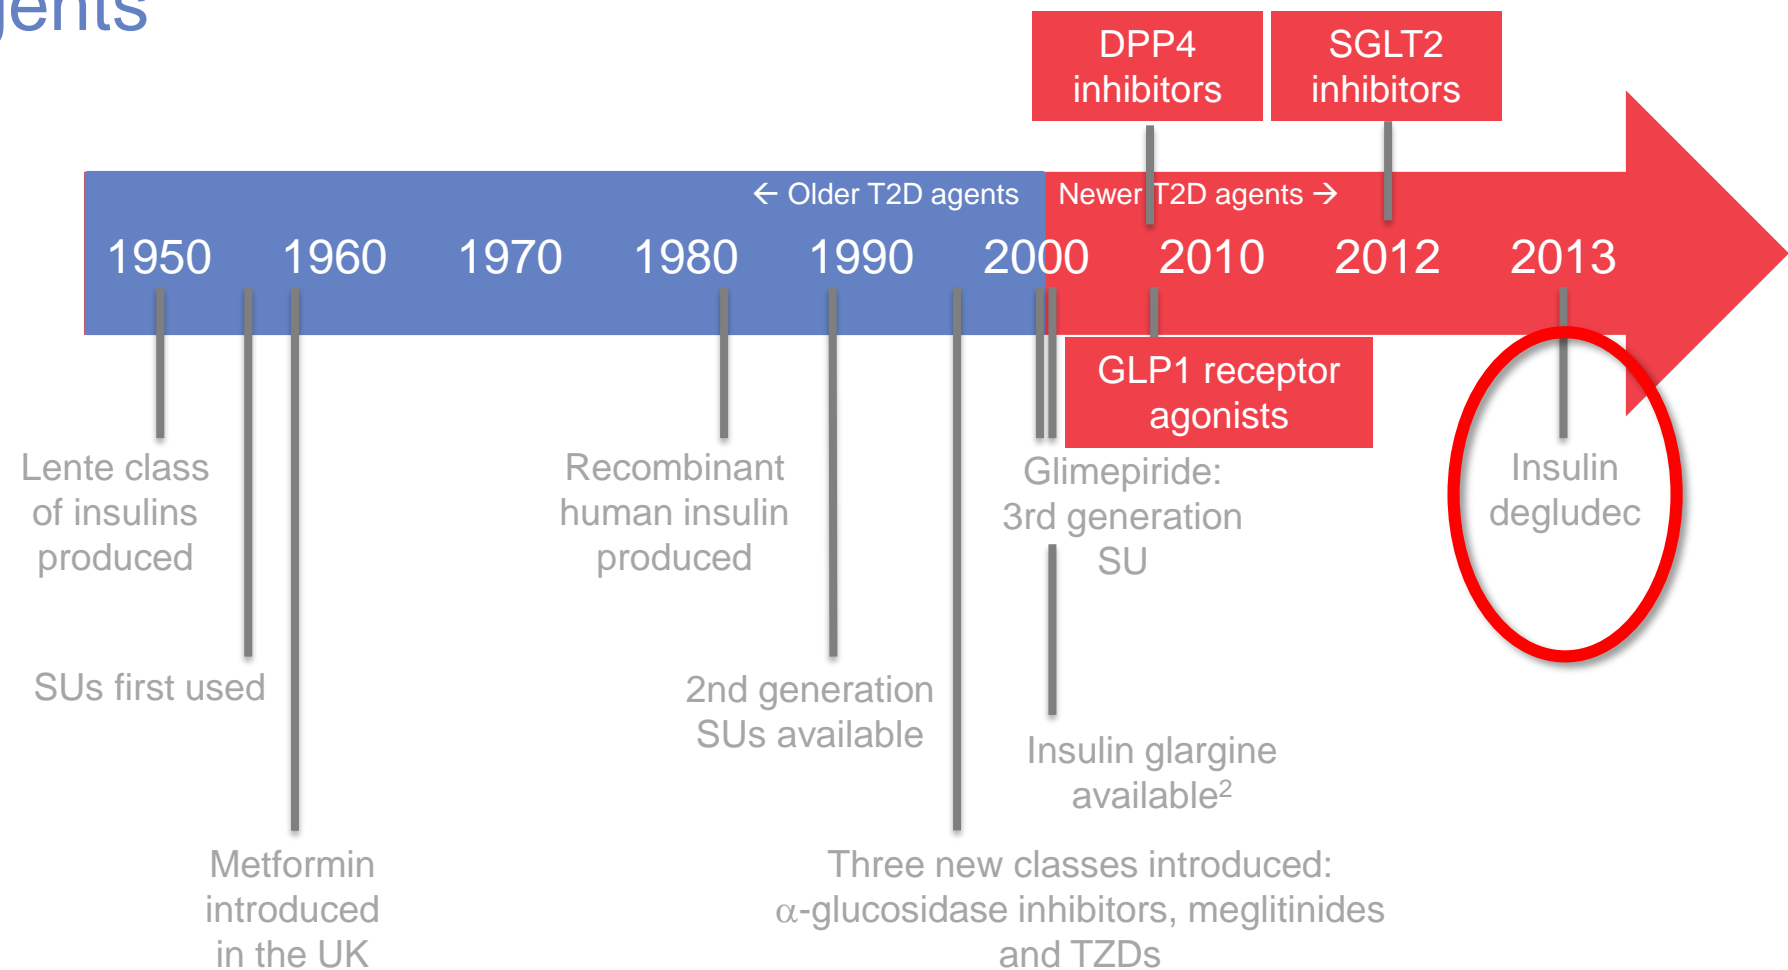 DPP4
inhibitors
SGLT2
inhibitors
← Older T2D agents
Newer T2D agents →
1950 1960 1970 1980 1990 2000 2010 2012 2013
GLP1 receptor
agonists
Lente class
of insulins
produced
Recombinant
human insulin
produced
Glimepiride:
3rd generation
SU
Insulin
degludec
SUs first used
2nd generation
SUs available
Insulin glargine
available²
Metformin
introduced
in the UK
Three new classes introduced:
α-glucosidase inhibitors, meglitinides
and TZDs